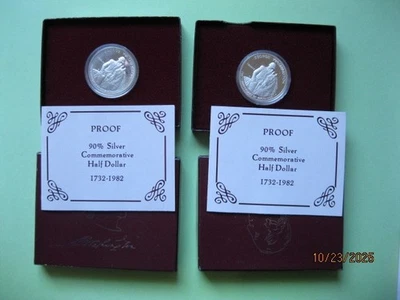 PROOF
90% Silver
Commemorative
Half Dollar
1732-1982
PROOF
90% Silver
Commemorative
Half Dollar
1732-1982
10/23/2025